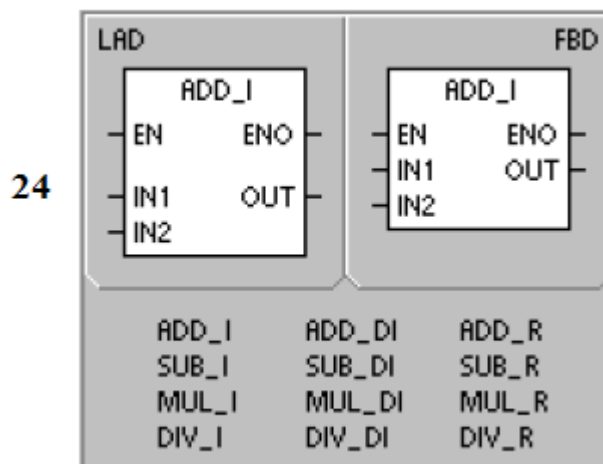 LAD FBD
ADD_I ADD_I
EN ENO EN ENO
IN1 OUT
24 IN1 OUT IN2
IN2
ADD_I ADD_DI ADD_R
SUB_I SUB_DI SUB_R
MUL_I MUL_DI MUL_R
DIV_I DIV_DI DIV_R